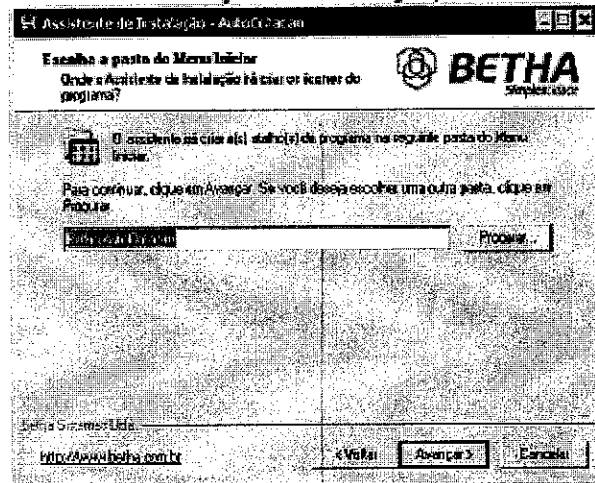 Assistente de Instalação - AutoCotacao
Escolha a pasta do Menu Iniciar
Onde o Assistente de Instalação irá criar os ícones do
programa?
BETHA
O assistente irá criar o(s) atalho(s) do programa na seguinte pasta do Menu
Iniciar.
Para continuar, clique em Avançar. Se você deseja escolher uma outra pasta, clique em
Procurar.
Procurar...
Betha Sistemas Ltda.
http://www.betha.com.br
< Voltar
Avançar >
Cancelar